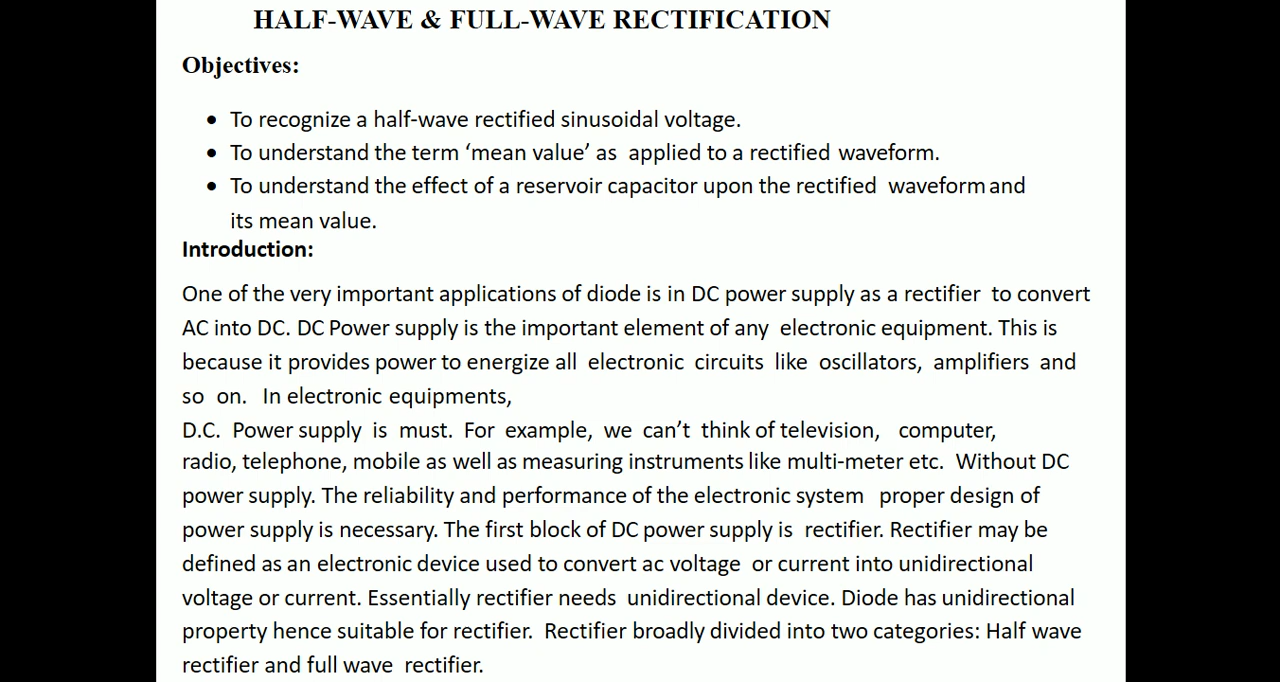 HALF-WAVE & FULL-WAVE RECTIFICATION
Objectives:
• To recognize a half-wave rectified sinusoidal voltage.
• To understand the term ‘mean value’ as applied to a rectified waveform.
• To understand the effect of a reservoir capacitor upon the rectified waveform and
its mean value.
Introduction:
One of the very important applications of diode is in DC power supply as a rectifier to convert
AC into DC. DC Power supply is the important element of any electronic equipment. This is
because it provides power to energize all electronic circuits like oscillators, amplifiers and
so on. In electronic equipments,
D.C. Power supply is must. For example, we can’t think of television, computer,
radio, telephone, mobile as well as measuring instruments like multi-meter etc. Without DC
power supply. The reliability and performance of the electronic system proper design of
power supply is necessary. The first block of DC power supply is rectifier. Rectifier may be
defined as an electronic device used to convert ac voltage or current into unidirectional
voltage or current. Essentially rectifier needs unidirectional device. Diode has unidirectional
property hence suitable for rectifier. Rectifier broadly divided into two categories: Half wave
rectifier and full wave rectifier.